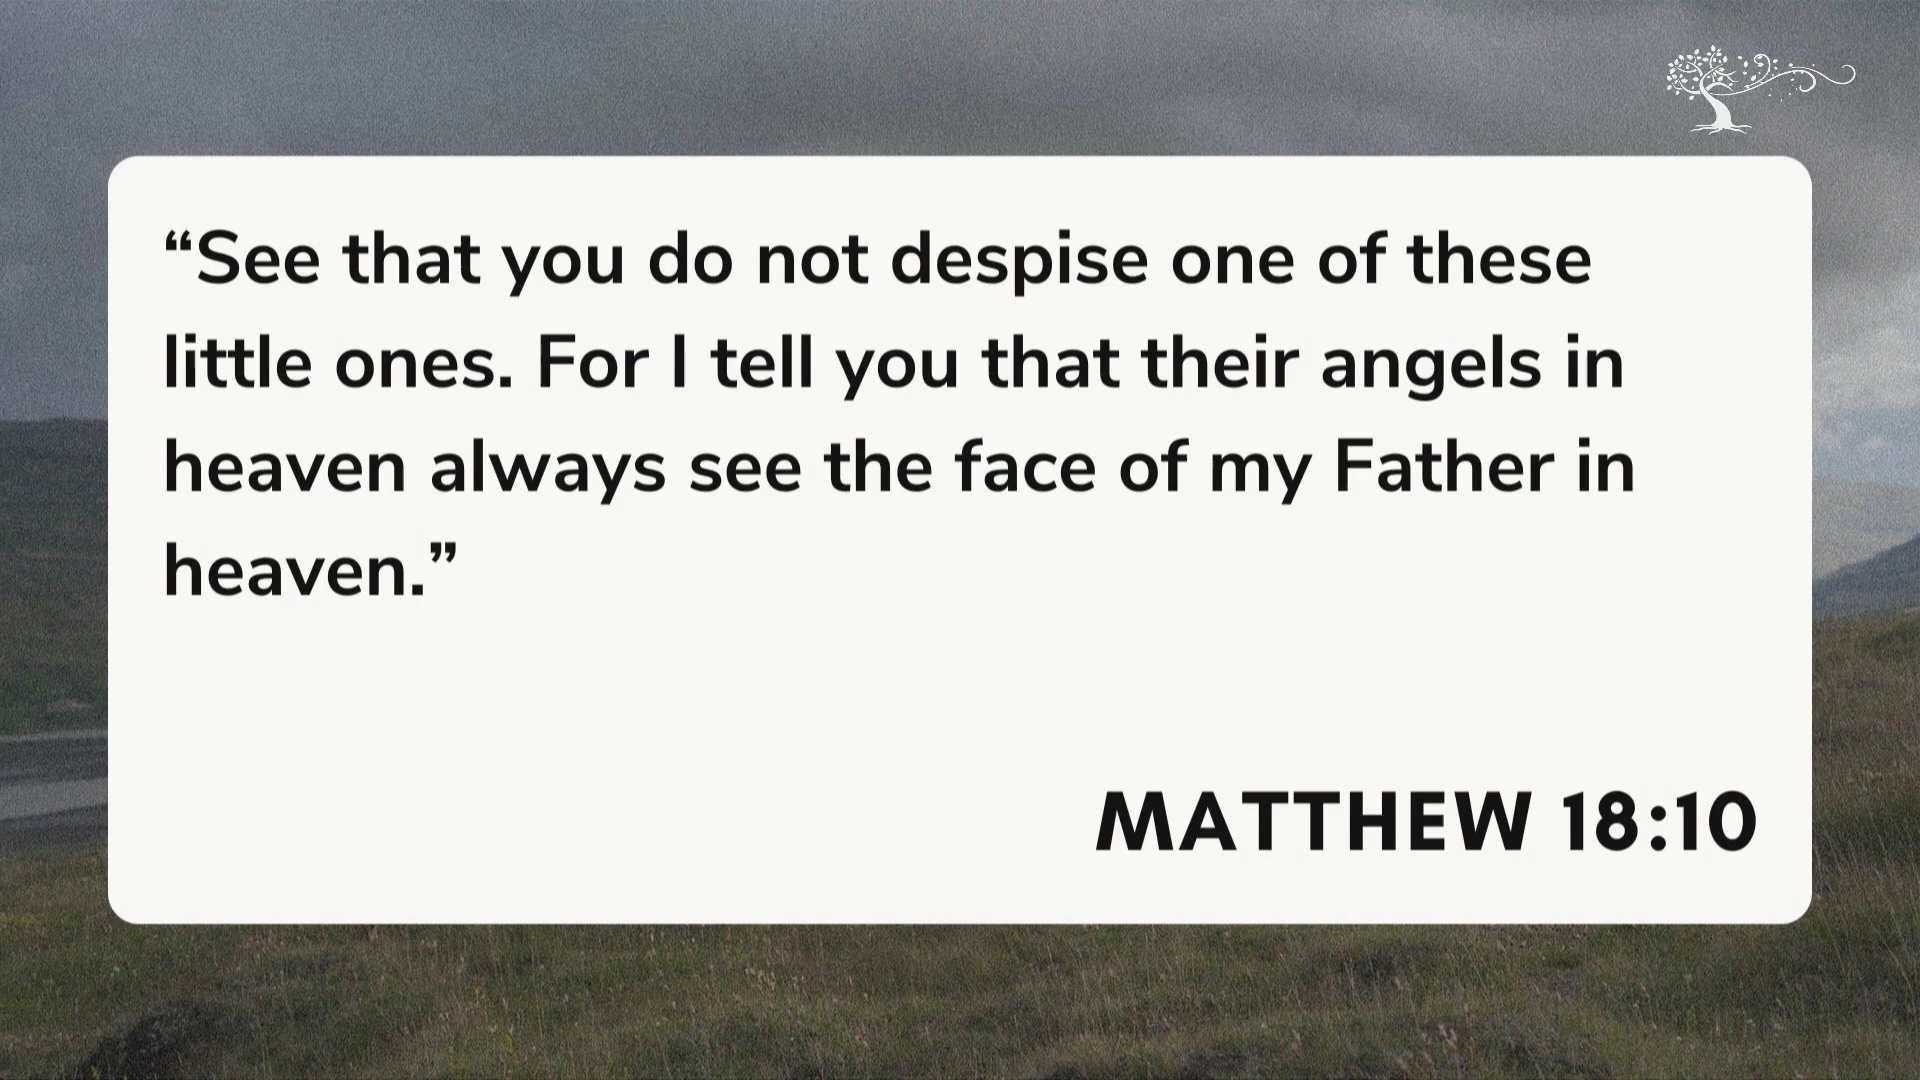 “See that you do not despise one of these
little ones. For I tell you that their angels in
heaven always see the face of my Father in
heaven.”
MATTHEW 18:10